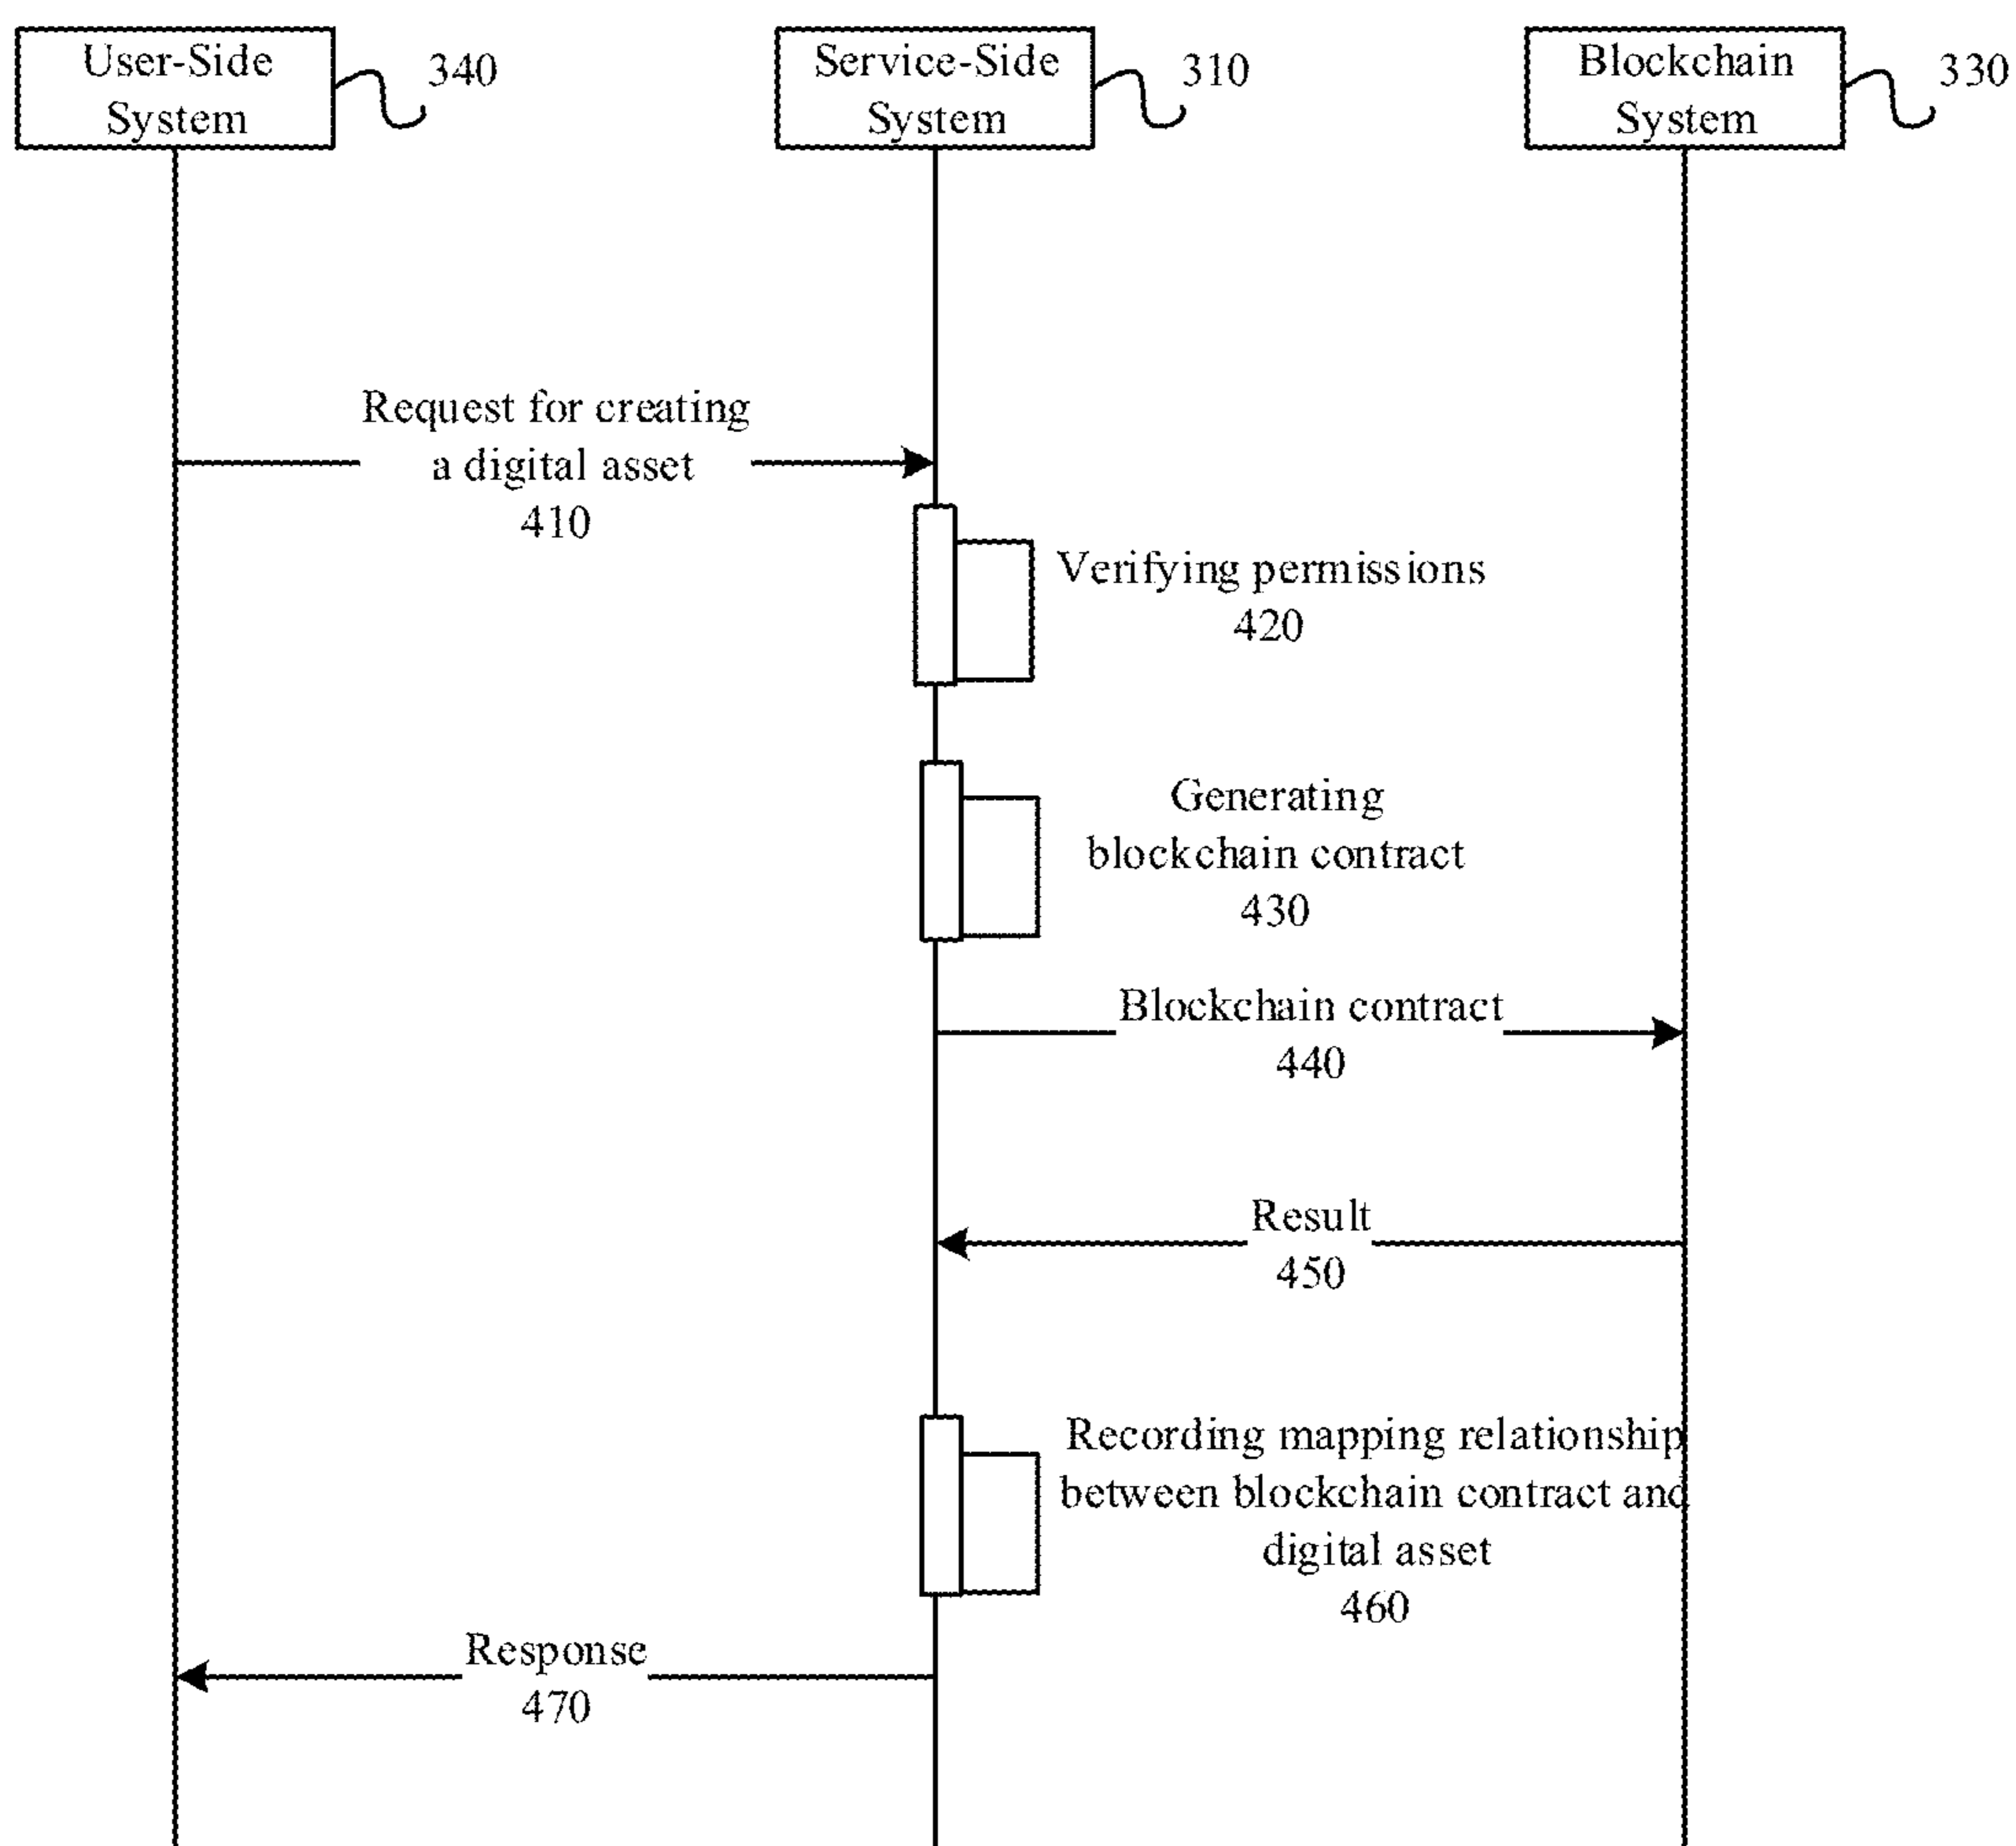 User-Side
System
340
Service-Side
System
310
Blockchain
System
330
Request for creating
a digital asset
410
Verifying permissions
420
Generating
blockchain contract
430
Blockchain contract
440
Result
450
Recording mapping relationship
between blockchain contract and
digital asset
460
Response
470